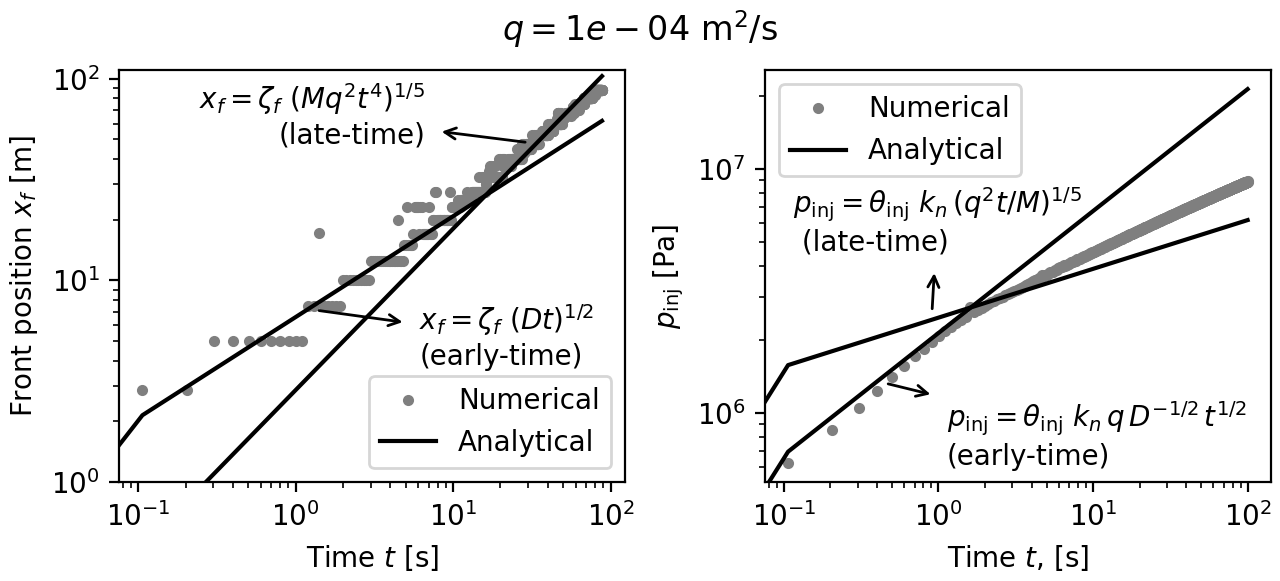 q = 1e − 04 m²/s
10²
10¹
10⁰
Front position x_f [m]
x_f = ζ_f (Mq²t⁴)^{1/5}
(late-time)
x_f = ζ_f (Dt)^{1/2}
(early-time)
Numerical
Analytical
10⁻¹
10⁰
10¹
10²
Time t [s]
10⁷
10⁶
p_inj [Pa]
Numerical
Analytical
p_inj = θ_inj k_n (q²t/M)^{1/5}
(late-time)
p_inj = θ_inj k_n q D^{−1/2} t^{1/2}
(early-time)
10⁻¹
10⁰
10¹
10²
Time t, [s]